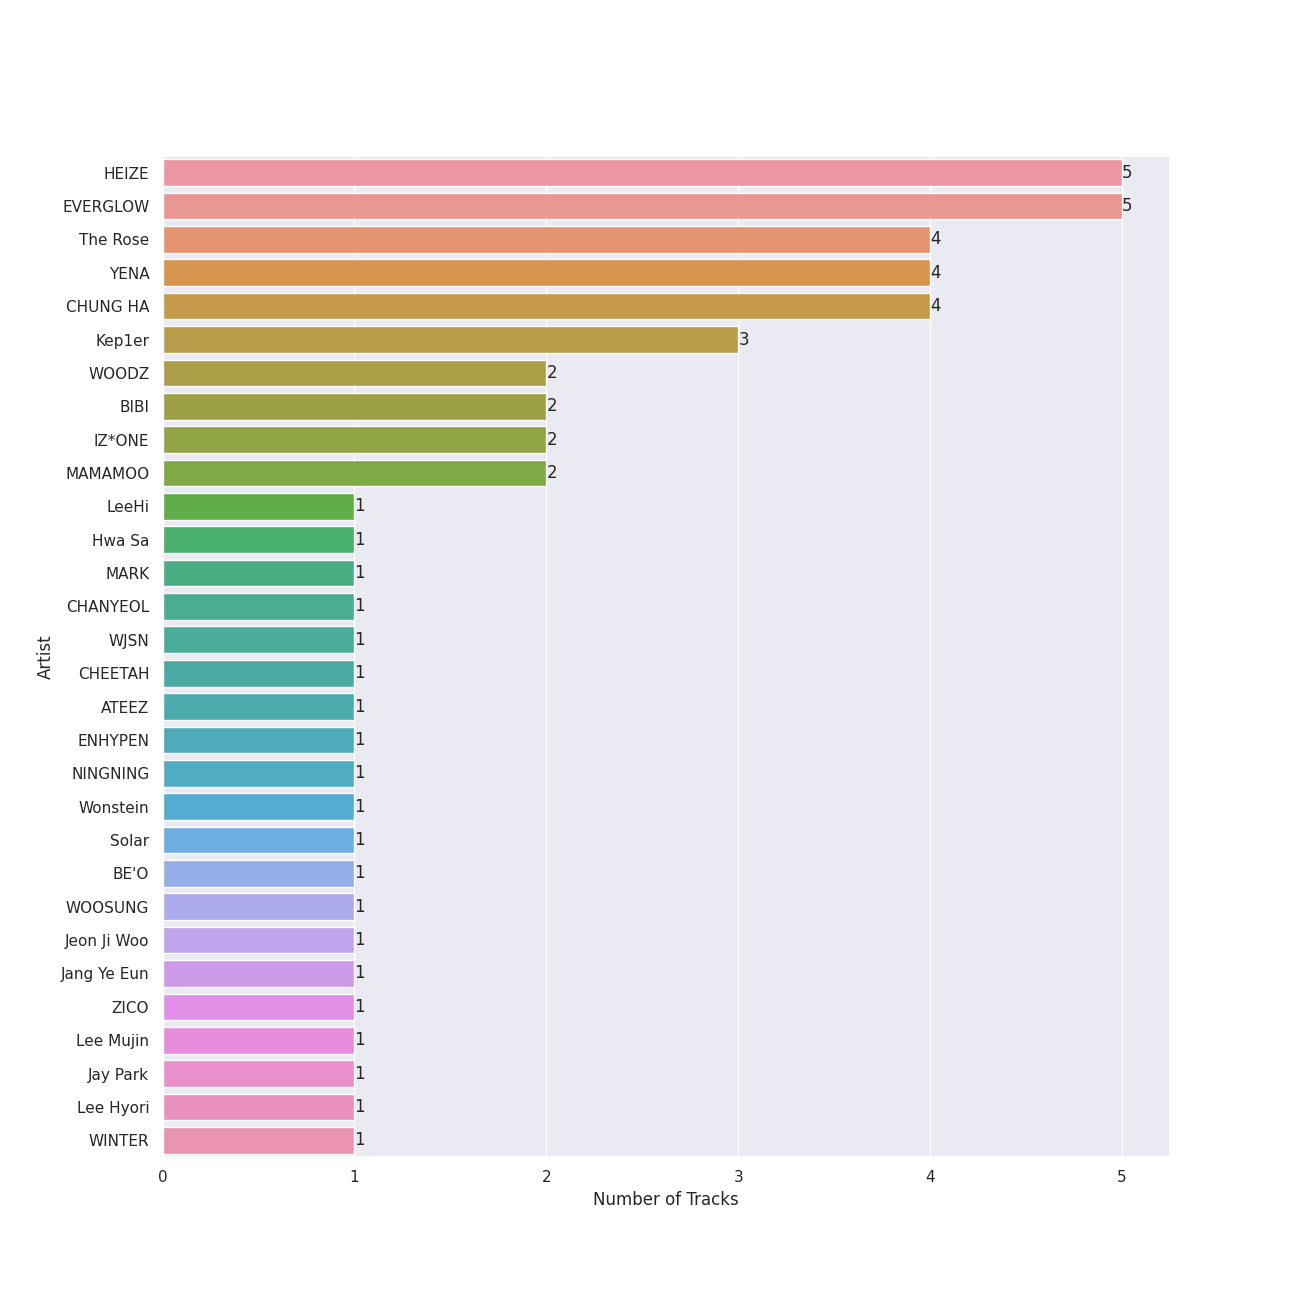 HEIZE 5
EVERGLOW 5
The Rose 4
YENA 4
CHUNG HA 4
Kep1er 3
WOODZ 2
BIBI 2
IZ*ONE 2
MAMAMOO 2
LeeHi 1
Hwa Sa 1
MARK 1
CHANYEOL 1
WJSN 1
CHEETAH 1
ATEEZ 1
ENHYPEN 1
NINGNING 1
Wonstein 1
Solar 1
BE'O 1
WOOSUNG 1
Jeon Ji Woo 1
Jang Ye Eun 1
ZICO 1
Lee Mujin 1
Jay Park 1
Lee Hyori 1
WINTER 1
Artist
0 1 2 3 4 5
Number of Tracks